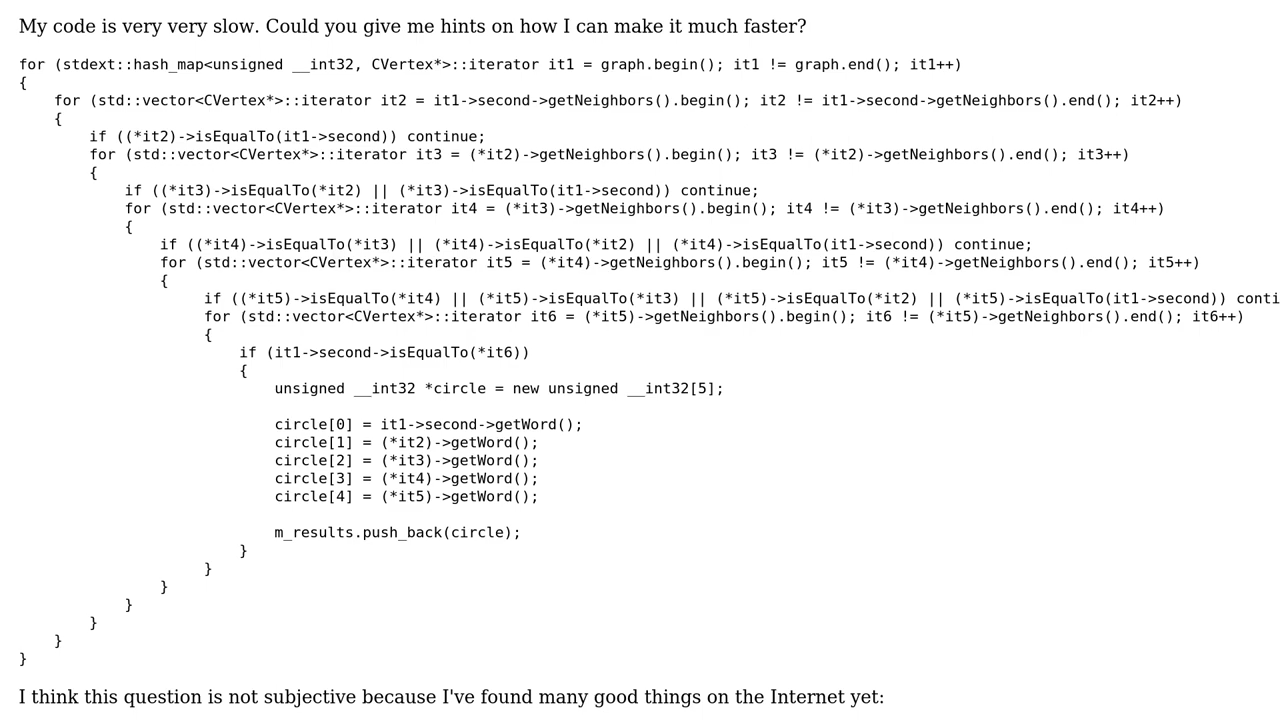 My code is very very slow. Could you give me hints on how I can make it much faster?
for (stdext::hash_map<unsigned __int32, CVertex*>::iterator it1 = graph.begin(); it1 != graph.end(); it1++)
{
    for (std::vector<CVertex*>::iterator it2 = it1->second->getNeighbors().begin(); it2 != it1->second->getNeighbors().end(); it2++)
    {
        if ((*it2)->isEqualTo(it1->second)) continue;
        for (std::vector<CVertex*>::iterator it3 = (*it2)->getNeighbors().begin(); it3 != (*it2)->getNeighbors().end(); it3++)
        {
            if ((*it3)->isEqualTo(*it2) || (*it3)->isEqualTo(it1->second)) continue;
            for (std::vector<CVertex*>::iterator it4 = (*it3)->getNeighbors().begin(); it4 != (*it3)->getNeighbors().end(); it4++)
            {
                if ((*it4)->isEqualTo(*it3) || (*it4)->isEqualTo(*it2) || (*it4)->isEqualTo(it1->second)) continue;
                for (std::vector<CVertex*>::iterator it5 = (*it4)->getNeighbors().begin(); it5 != (*it4)->getNeighbors().end(); it5++)
                {
                     if ((*it5)->isEqualTo(*it4) || (*it5)->isEqualTo(*it3) || (*it5)->isEqualTo(*it2) || (*it5)->isEqualTo(it1->second)) conti
                     for (std::vector<CVertex*>::iterator it6 = (*it5)->getNeighbors().begin(); it6 != (*it5)->getNeighbors().end(); it6++)
                     {
                         if (it1->second->isEqualTo(*it6))
                         {
                             unsigned __int32 *circle = new unsigned __int32[5];
                             circle[0] = it1->second->getWord();
                             circle[1] = (*it2)->getWord();
                             circle[2] = (*it3)->getWord();
                             circle[3] = (*it4)->getWord();
                             circle[4] = (*it5)->getWord();
                             m_results.push_back(circle);
                         }
                     }
                }
            }
        }
    }
}
I think this question is not subjective because I've found many good things on the Internet yet: